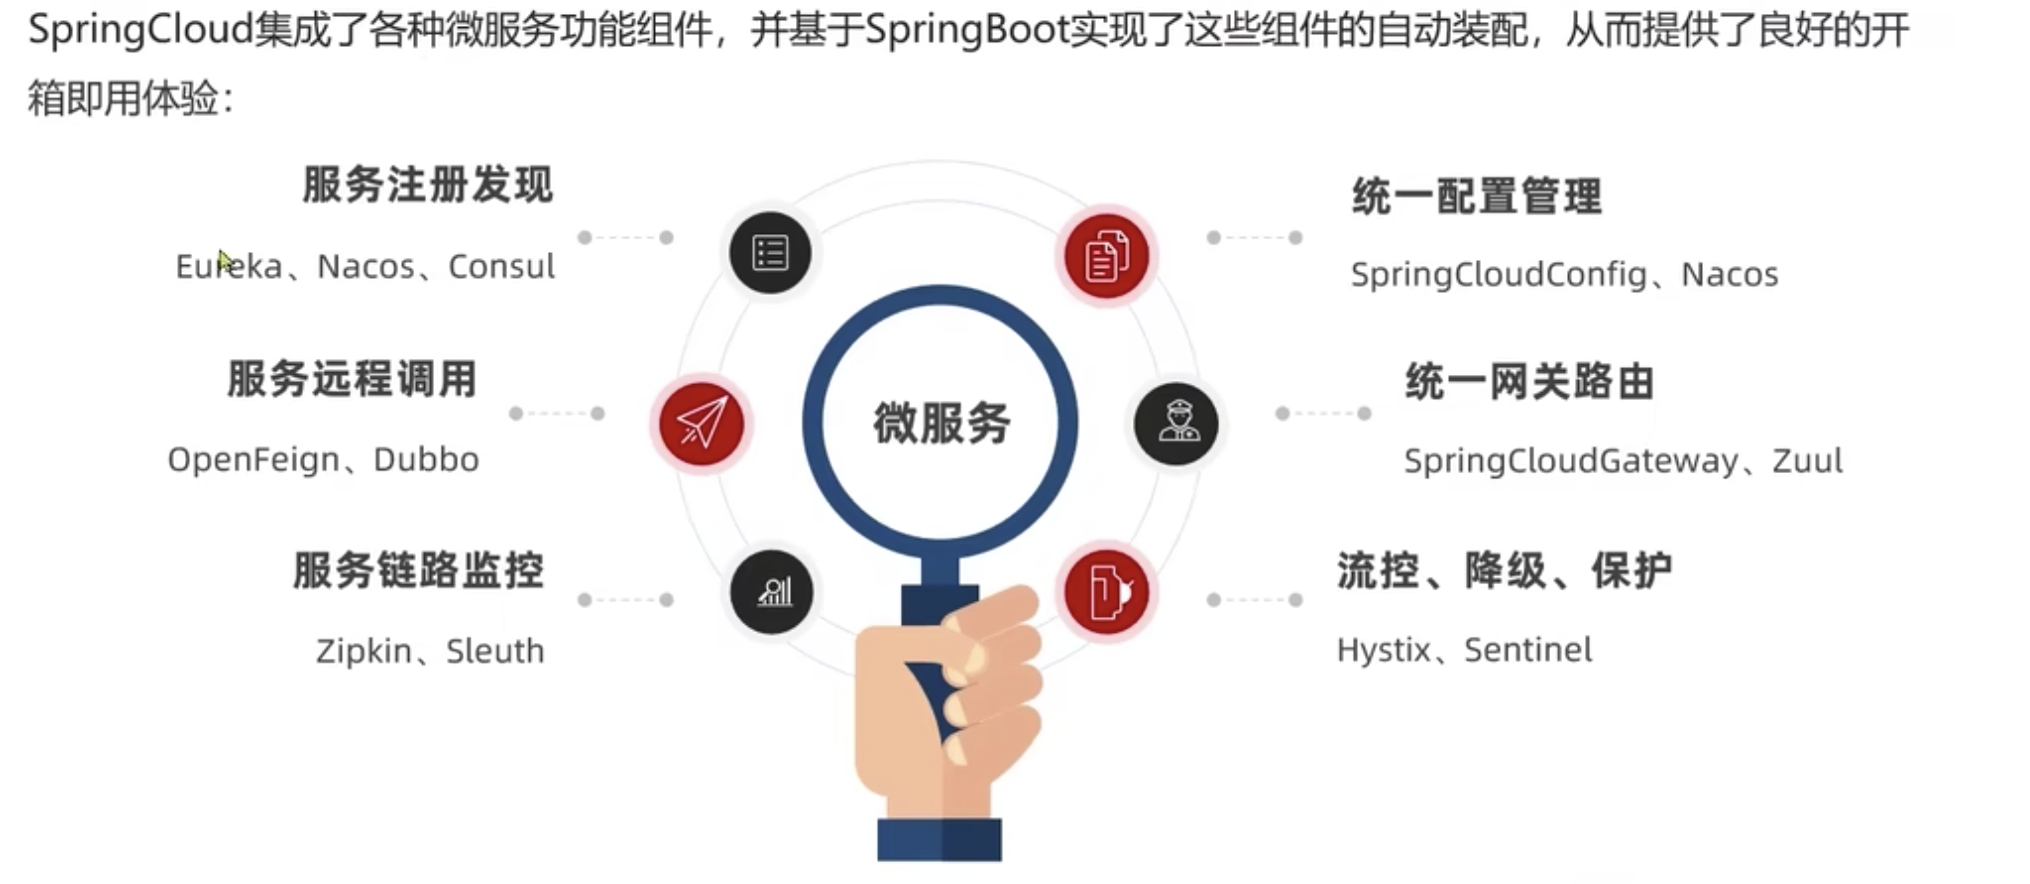 SpringCloud集成了各种微服务功能组件，并基于SpringBoot实现了这些组件的自动装配，从而提供了良好的开
箱即用体验：
服务注册发现
Eureka、Nacos、Consul
统一配置管理
SpringCloudConfig、Nacos
服务远程调用
OpenFeign、Dubbo
微服务
统一网关路由
SpringCloudGateway、Zuul
服务链路监控
Zipkin、Sleuth
流控、降级、保护
Hystix、Sentinel